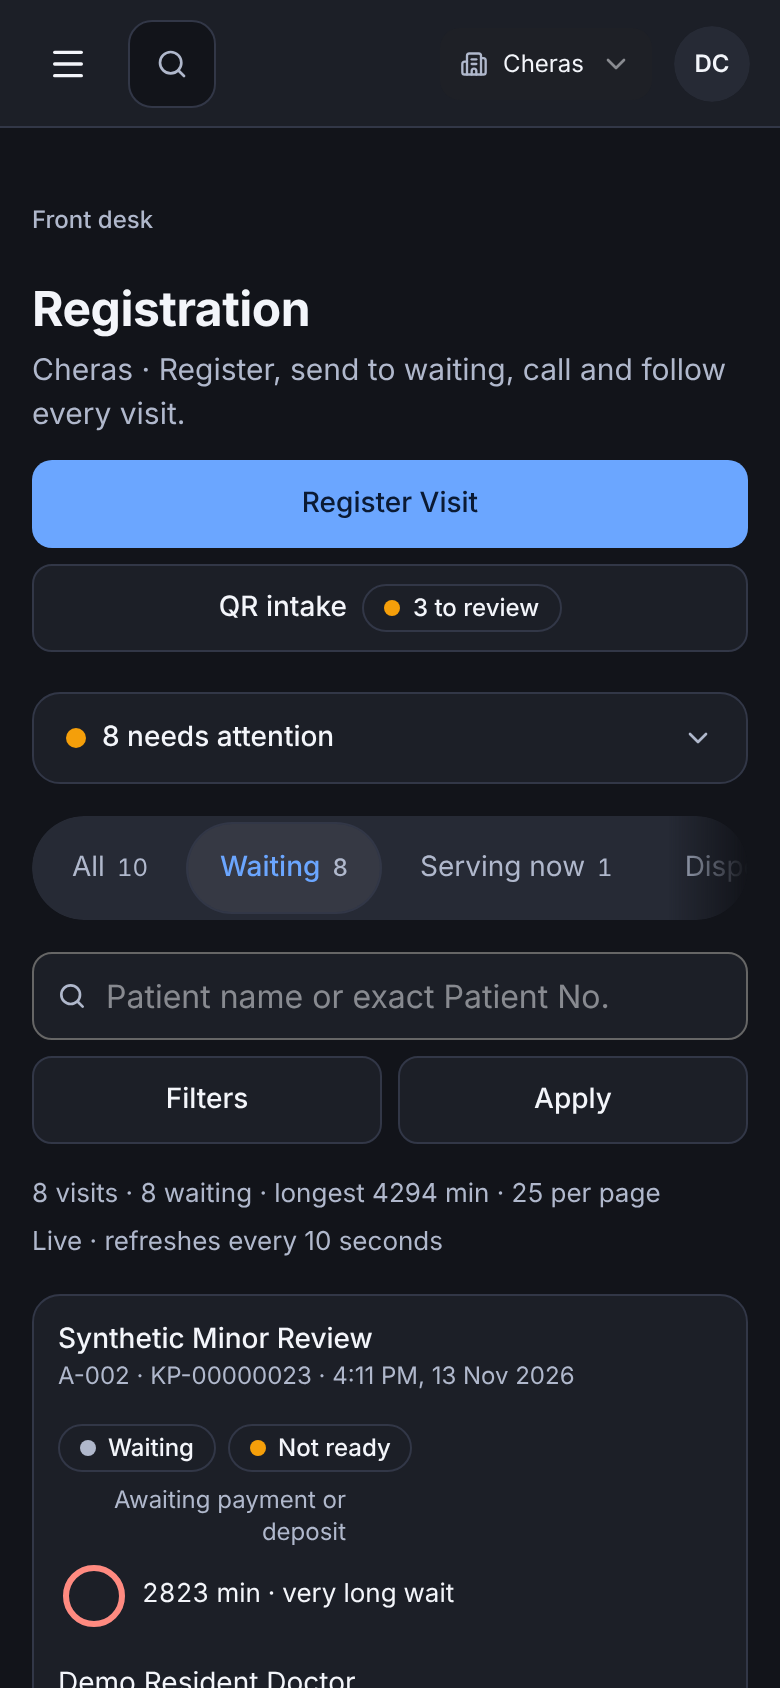 Cheras
DC
Front desk
Registration
Cheras · Register, send to waiting, call and follow
every visit.
Register Visit
QR intake 3 to review
8 needs attention
All 10 Waiting 8 Serving now 1 Disp
Patient name or exact Patient No.
Filters Apply
8 visits · 8 waiting · longest 4294 min · 25 per page
Live · refreshes every 10 seconds
Synthetic Minor Review
A-002 · KP-00000023 · 4:11 PM, 13 Nov 2026
Waiting Not ready
Awaiting payment or
deposit
2823 min · very long wait
Demo Resident Doctor